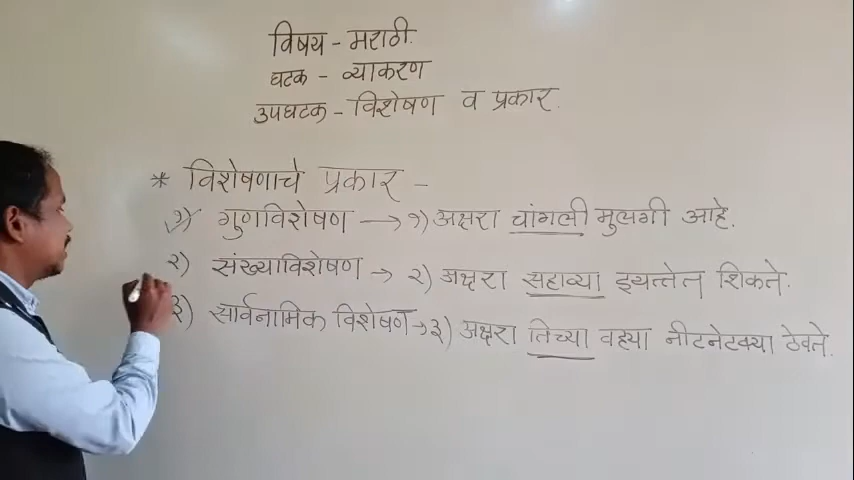 विषय - मराठी.
घटक - व्याकरण
उपघटक - विशेषण व प्रकार.
* विशेषणाचे प्रकार -
१) गुणविशेषण → १) अक्षरा चांगली मुलगी आहे.
२) संख्याविशेषण → २) अक्षरा सहाव्या इयत्तेत शिकते.
३) सार्वनामिक विशेषण → ३) अक्षरा तिच्या वह्या नीटनेटक्या ठेवते.